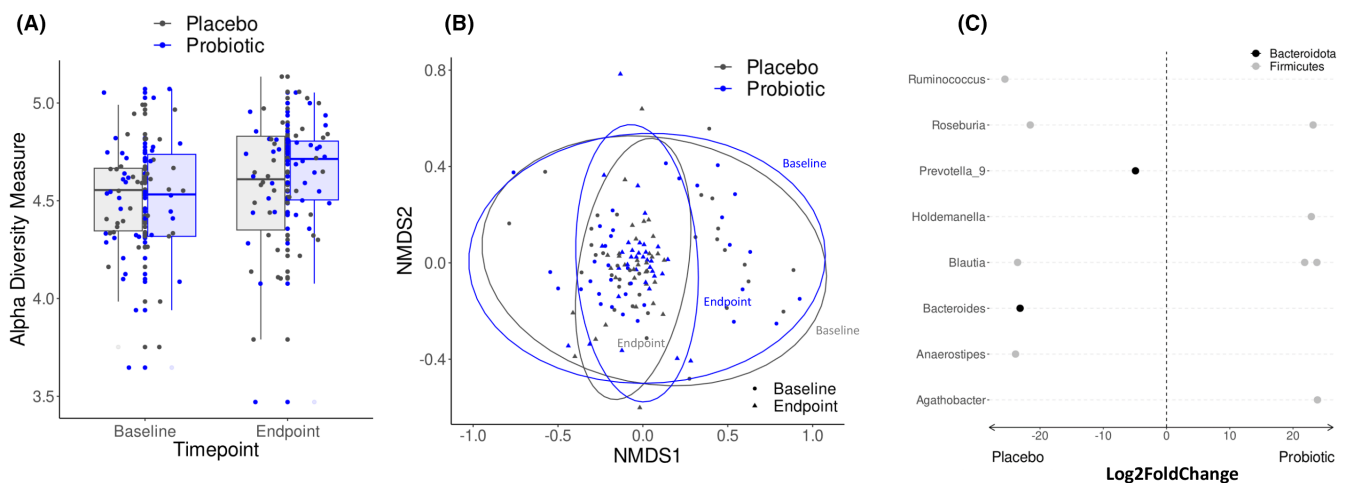 (A)
Placebo
Probiotic
Alpha Diversity Measure
5.0
4.5
4.0
3.5
Baseline
Endpoint
Timepoint
(B)
Placebo
Probiotic
NMDS2
0.8
0.4
0.0
-0.4
Baseline
Endpoint
Baseline
Endpoint
Baseline
Endpoint
-1.0
-0.5
0.0
0.5
1.0
NMDS1
(C)
Bacteroidota
Firmicutes
Ruminococcus
Roseburia
Prevotella_9
Holdemanella
Blautia
Bacteroides
Anaerostipes
Agathobacter
-20
-10
0
10
20
Placebo
Probiotic
Log2FoldChange